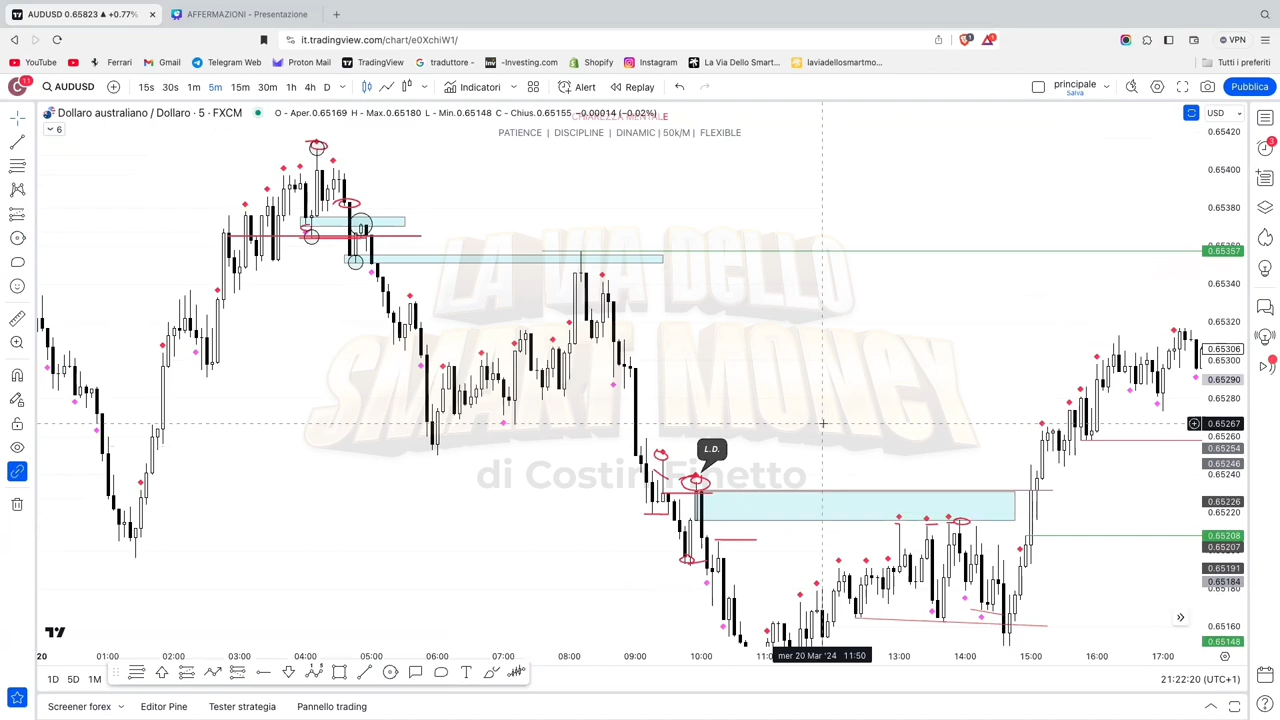 AUDUSD 0.65823 ▲ +0.77%
AFFERMAZIONI - Presentazione
it.tradingview.com/chart/e0XchiW1/
VPN
YouTube
Ferrari
Gmail
Telegram Web
Proton Mail
TradingView
traduttore -
-Investing.com
Shopify
Instagram
La Via Dello Smart...
laviadellosmartmo...
Tutti i preferiti
11
AUDUSD
15s 30s 1m 5m 15m 30m 1h 4h D
Indicatori
Alert
Replay
principale
Salva
Pubblica
Dollaro australiano / Dollaro · 5 · FXCM
O - Aper.0.65169 H - Max.0.65180 L - Min.0.65148 C - Chius.0.65155 −0.00014 (−0.02%)
CHIAREZZA MENTALE
PATIENCE | DISCIPLINE | DINAMIC | 50k/M | FLEXIBLE
6
USD
0.65420
0.65400
0.65380
0.65357
0.65340
0.65320
0.65306
0.65300
0.65290
0.65280
0.65267
0.65260
0.65254
0.65246
0.65240
0.65226
0.65220
0.65208
0.65207
0.65191
0.65184
0.65180
0.65160
0.65148
LA VIA DELLO
SMART MONEY
di Costin Finetto
L.D.
20 01:00 02:00 03:00 04:00 05:00 06:00 07:00 08:00 09:00 10:00 mer 20 Mar '24 11:50 13:00 14:00 15:00 16:00 17:00
1D 5D 1M
21:22:20 (UTC+1)
Screener forex
Editor Pine
Tester strategia
Pannello trading